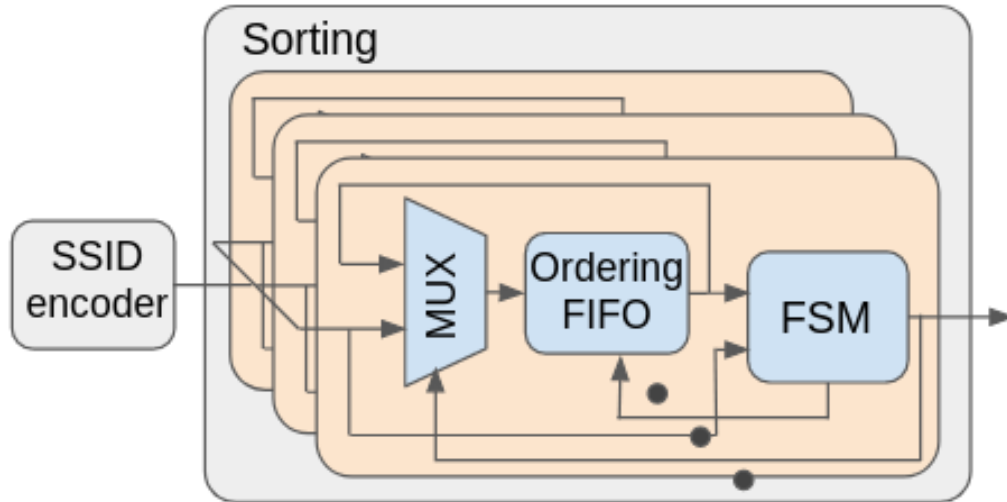 Sorting
SSID
encoder
MUX
Ordering
FIFO
FSM